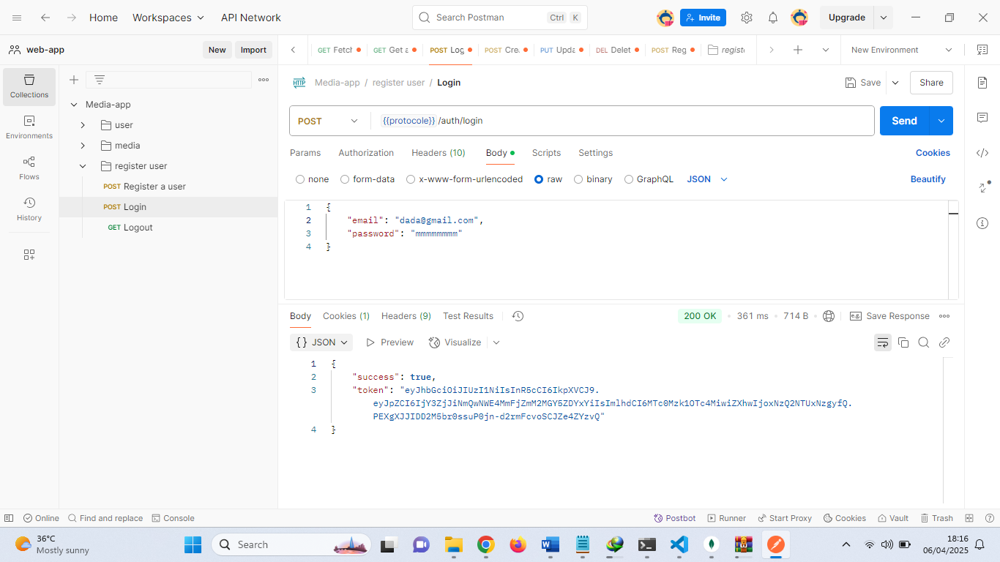 Home Workspaces API Network Search Postman Ctrl K Invite Upgrade
web-app New Import GET Fetch GET Get a POST Log POST Cre PUT Upda DEL Delet POST Reg registe New Environment
Collections
Environments
Flows
History
Media-app
user
media
register user
POST Register a user
POST Login
GET Logout
HTTP Media-app / register user / Login Save Share
POST {{protocole}} /auth/login Send
Params Authorization Headers (10) Body Scripts Settings Cookies
none form-data x-www-form-urlencoded raw binary GraphQL JSON Beautify
1 {
2 "email": "dada@gmail.com",
3 "password": "mmmmmmmmm"
4 }
Body Cookies (1) Headers (9) Test Results 200 OK 361 ms 714 B e.g. Save Response
{} JSON Preview Visualize
1 {
2 "success": true,
3 "token": "eyJhbGciOiJIUzI1NiIsInR5cCI6IkpXVCJ9.
eyJpZCI6IjY3ZjJiNmQwNWE4MmFjZmM2MGY5ZDYxYiIsImlhdCI6MTc0Mzk1OTc4MiwiZXhwIjoxNzQ2NTUxNzgyfQ.
PEXgXJJIDD2M5br0ssuP0jn-d2rmFcvoSCJZe4ZYzvQ"
4 }
Online Find and replace Console Postbot Runner Start Proxy Cookies Vault Trash
36°C
Mostly sunny
Search
18:16
06/04/2025